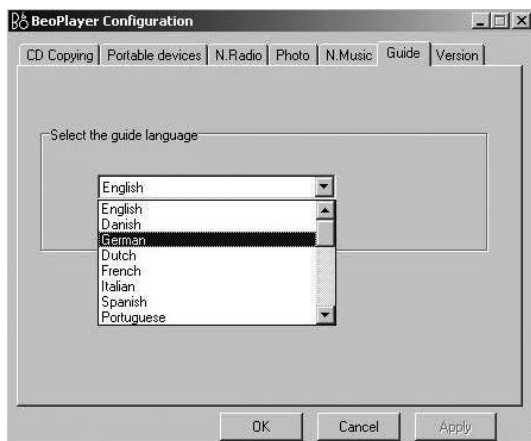 BeoPlayer Configuration
CD Copying Portable devices N.Radio Photo N.Music Guide Version
Select the guide language
English
English
Danish
German
Dutch
French
Italian
Spanish
Portuguese
OK Cancel Apply